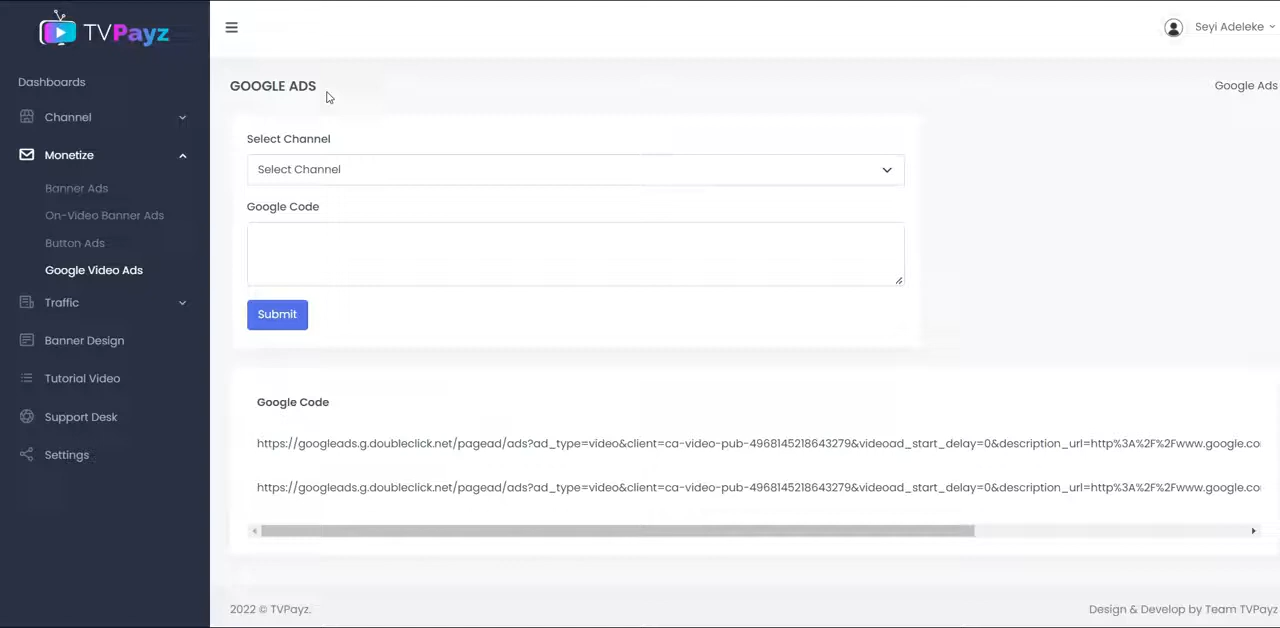 TVPayz
Seyi Adeleke
Dashboards
Channel
Monetize
Banner Ads
On-Video Banner Ads
Button Ads
Google Video Ads
Traffic
Banner Design
Tutorial Video
Support Desk
Settings
GOOGLE ADS
Google Ads
Select Channel
Select Channel
Google Code
Submit
Google Code
https://googleads.g.doubleclick.net/pagead/ads?ad_type=video&client=ca-video-pub-4968145218643279&videoad_start_delay=0&description_url=http%3A%2F%2Fwww.google.co
https://googleads.g.doubleclick.net/pagead/ads?ad_type=video&client=ca-video-pub-4968145218643279&videoad_start_delay=0&description_url=http%3A%2F%2Fwww.google.co
2022 © TVPayz.
Design & Develop by Team TVPayz